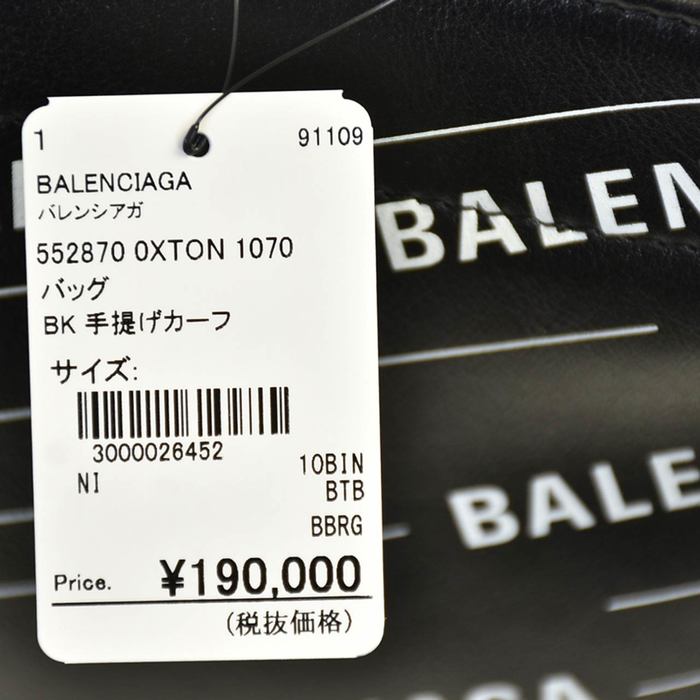 1 91109
BALENCIAGA
バレンシアガ
552870 0XTON 1070
バッグ
BK 手提げカーフ
サイズ:
3000026452
NI 10BIN
BTB
BBRG
Price. ¥190,000
(税抜価格)
BALEN
BALE